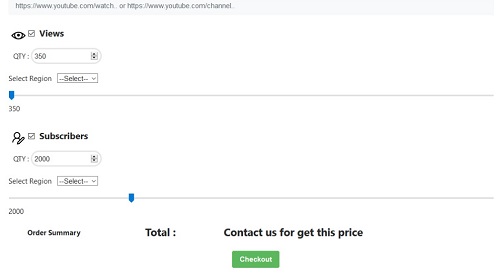 https://www.youtube.com/watch.. or https://www.youtube.com/channel..
Views
QTY : 350
Select Region --Select--
350
Subscribers
QTY : 2000
Select Region --Select--
2000
Order Summary Total : Contact us for get this price
Checkout